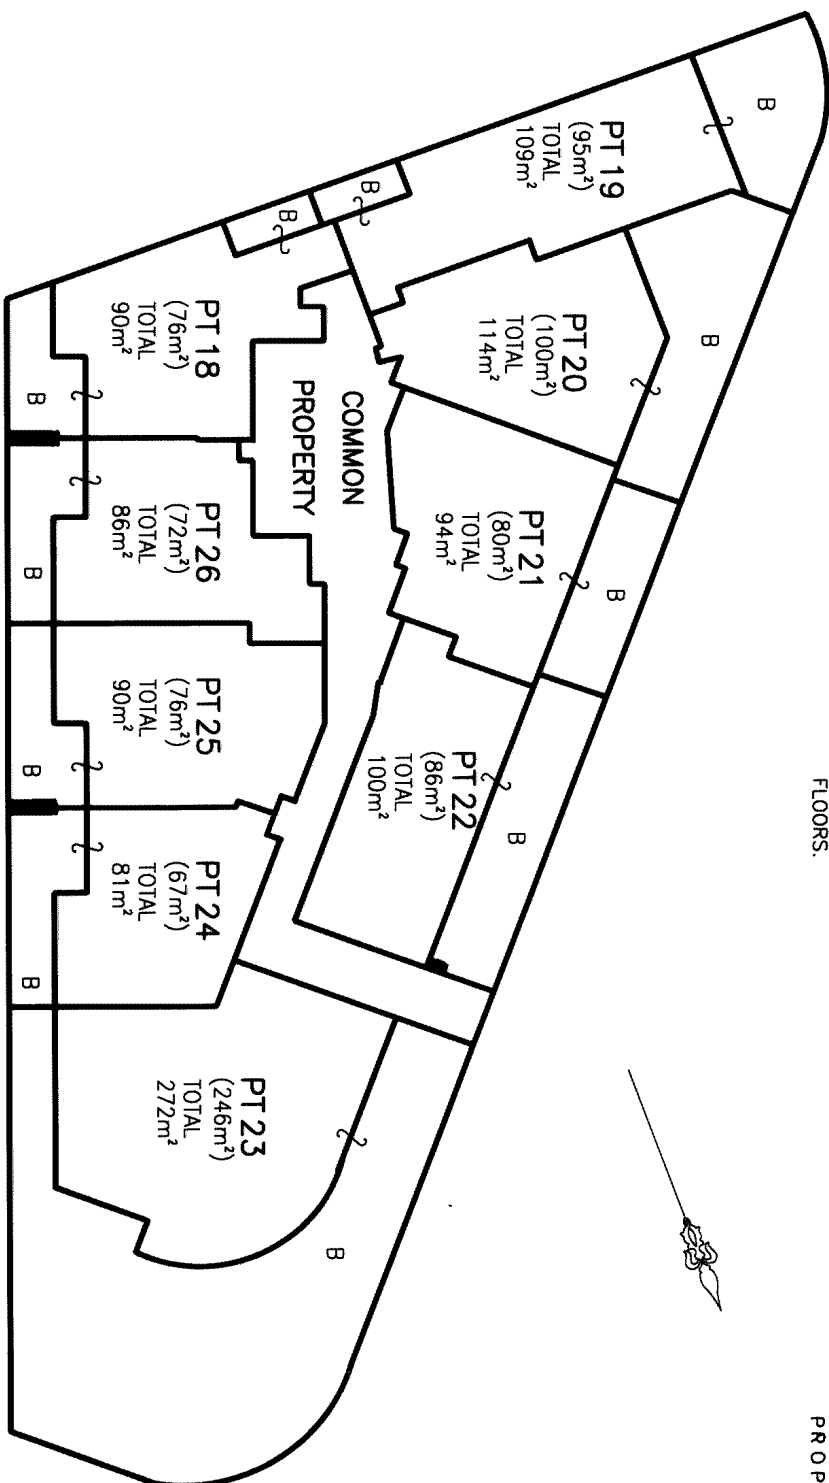 FLOORS.
PROP
B
B
B
PT 19
(95m²)
TOTAL
109m²
PT 20
(100m²)
TOTAL
114m²
PT 21
(80m²)
TOTAL
94m²
B
PT 22
(86m²)
TOTAL
100m²
B
B
COMMON
PROPERTY
B
PT 23
(246m²)
TOTAL
272m²
PT 18
(76m²)
TOTAL
90m²
PT 26
(72m²)
TOTAL
86m²
PT 25
(76m²)
TOTAL
90m²
PT 24
(67m²)
TOTAL
81m²
B
B
B
B